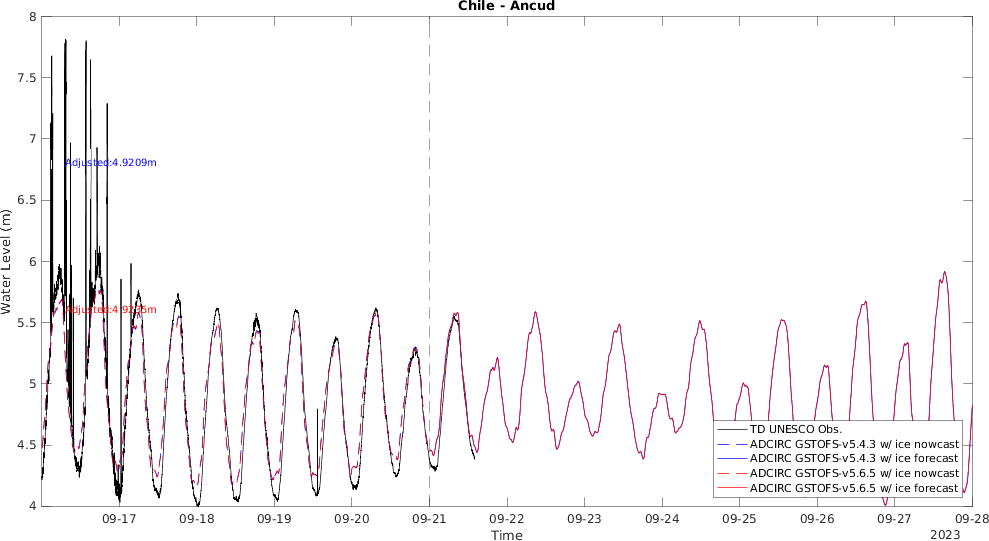 Chile - Ancud
Water Level (m)
8
7.5
7
6.5
6
5.5
5
4.5
4
Adjusted:4.9209m
09-17
09-18
09-19
09-20
09-21
09-22
09-23
09-24
09-25
09-26
09-27
09-28
Time
2023
TD UNESCO Obs.
ADCIRC GSTOFS-v5.4.3 w/ ice nowcast
ADCIRC GSTOFS-v5.4.3 w/ ice forecast
ADCIRC GSTOFS-v5.6.5 w/ ice nowcast
ADCIRC GSTOFS-v5.6.5 w/ ice forecast